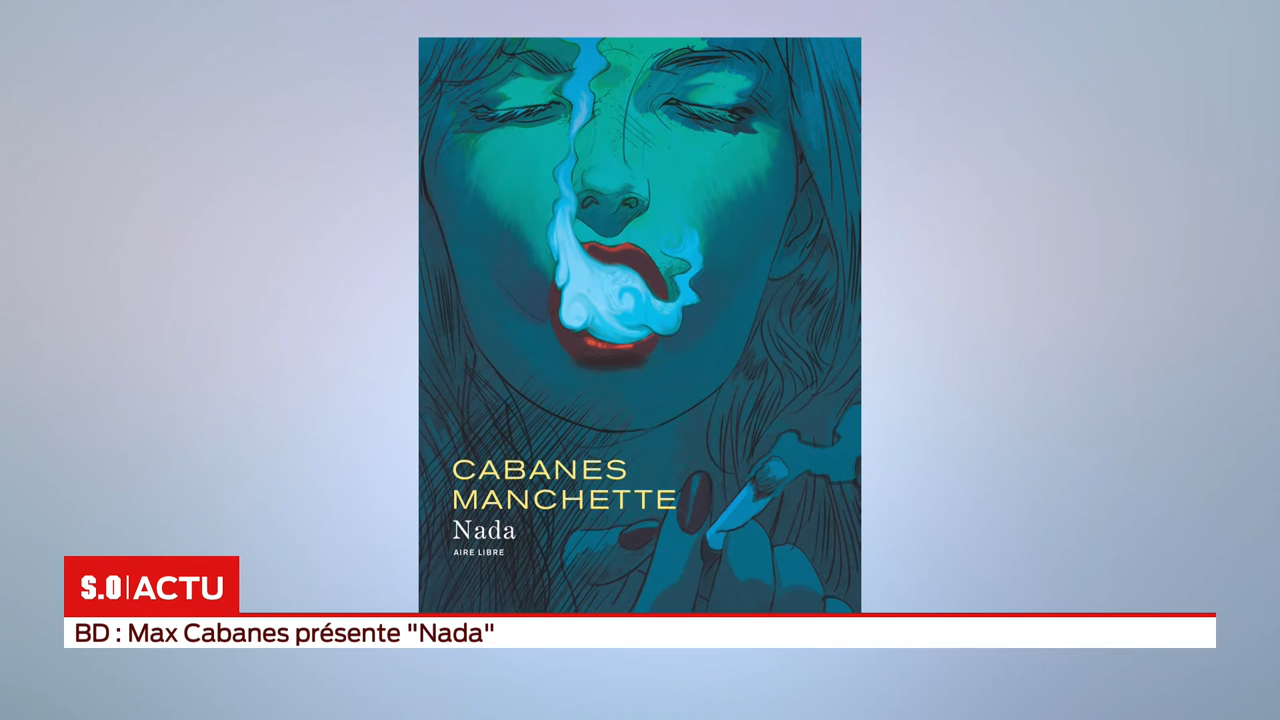 CABANES
MANCHETTE
Nada
AIRE LIBRE
S.O|ACTU
BD : Max Cabanes présente "Nada"